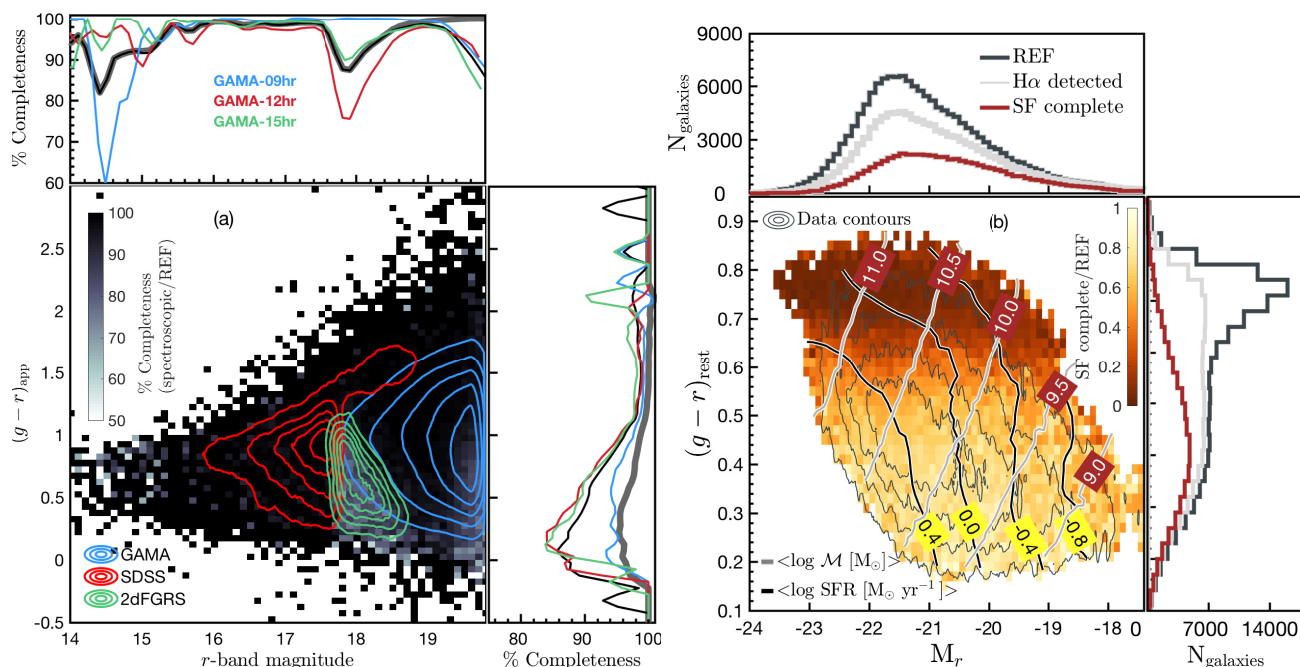 % Completeness
100
90
80
70
60
GAMA-09hr
GAMA-12hr
GAMA-15hr
(a)
100
90
80
70
60
50
% Completeness
(spectroscopic/REF)
(g − r)app
2.5
2
1.5
1
0.5
0
-0.5
GAMA
SDSS
2dFGRS
14 15 16 17 18 19
r-band magnitude
80 90 100
% Completeness
Ngalaxies
9000
6000
3000
0
REF
Hα detected
SF complete
Data contours
(b)
1
0.8
0.6
0.4
0.2
0
SF complete/REF
(g − r)rest
0.9
0.8
0.7
0.6
0.5
0.4
0.3
0.2
0.1
11.0
10.5
10.0
9.5
9.0
0.4
0.0
-0.4
-0.8
<log M [M⊙]>
<log SFR [M⊙ yr−1]>
-24 -23 -22 -21 -20 -19 -18
Mr
0 7000 14000
Ngalaxies